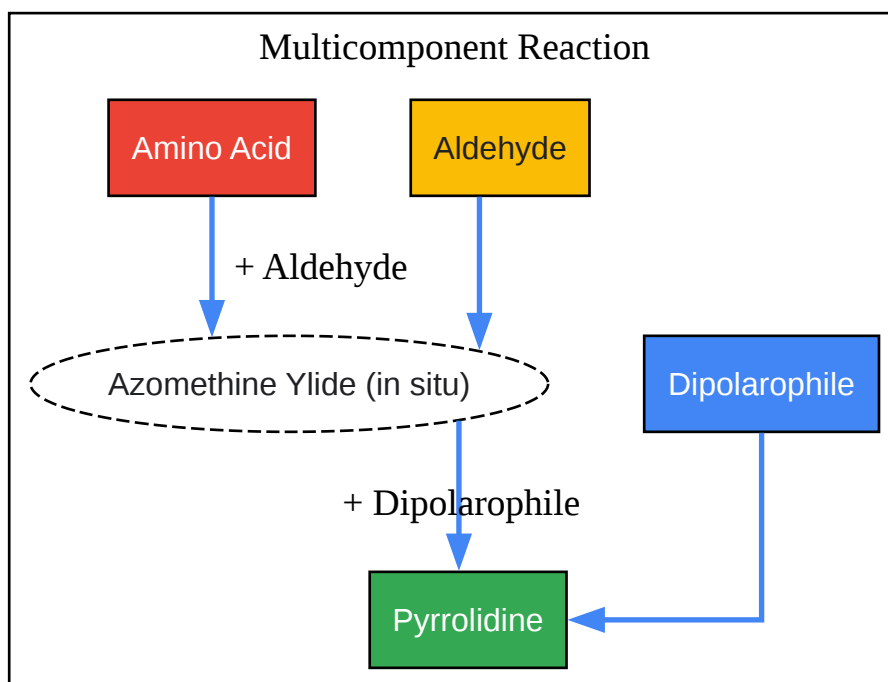 Multicomponent Reaction
Amino Acid
Aldehyde
+ Aldehyde
Azomethine Ylide (in situ)
Dipolarophile
+ Dipolarophile
Pyrrolidine